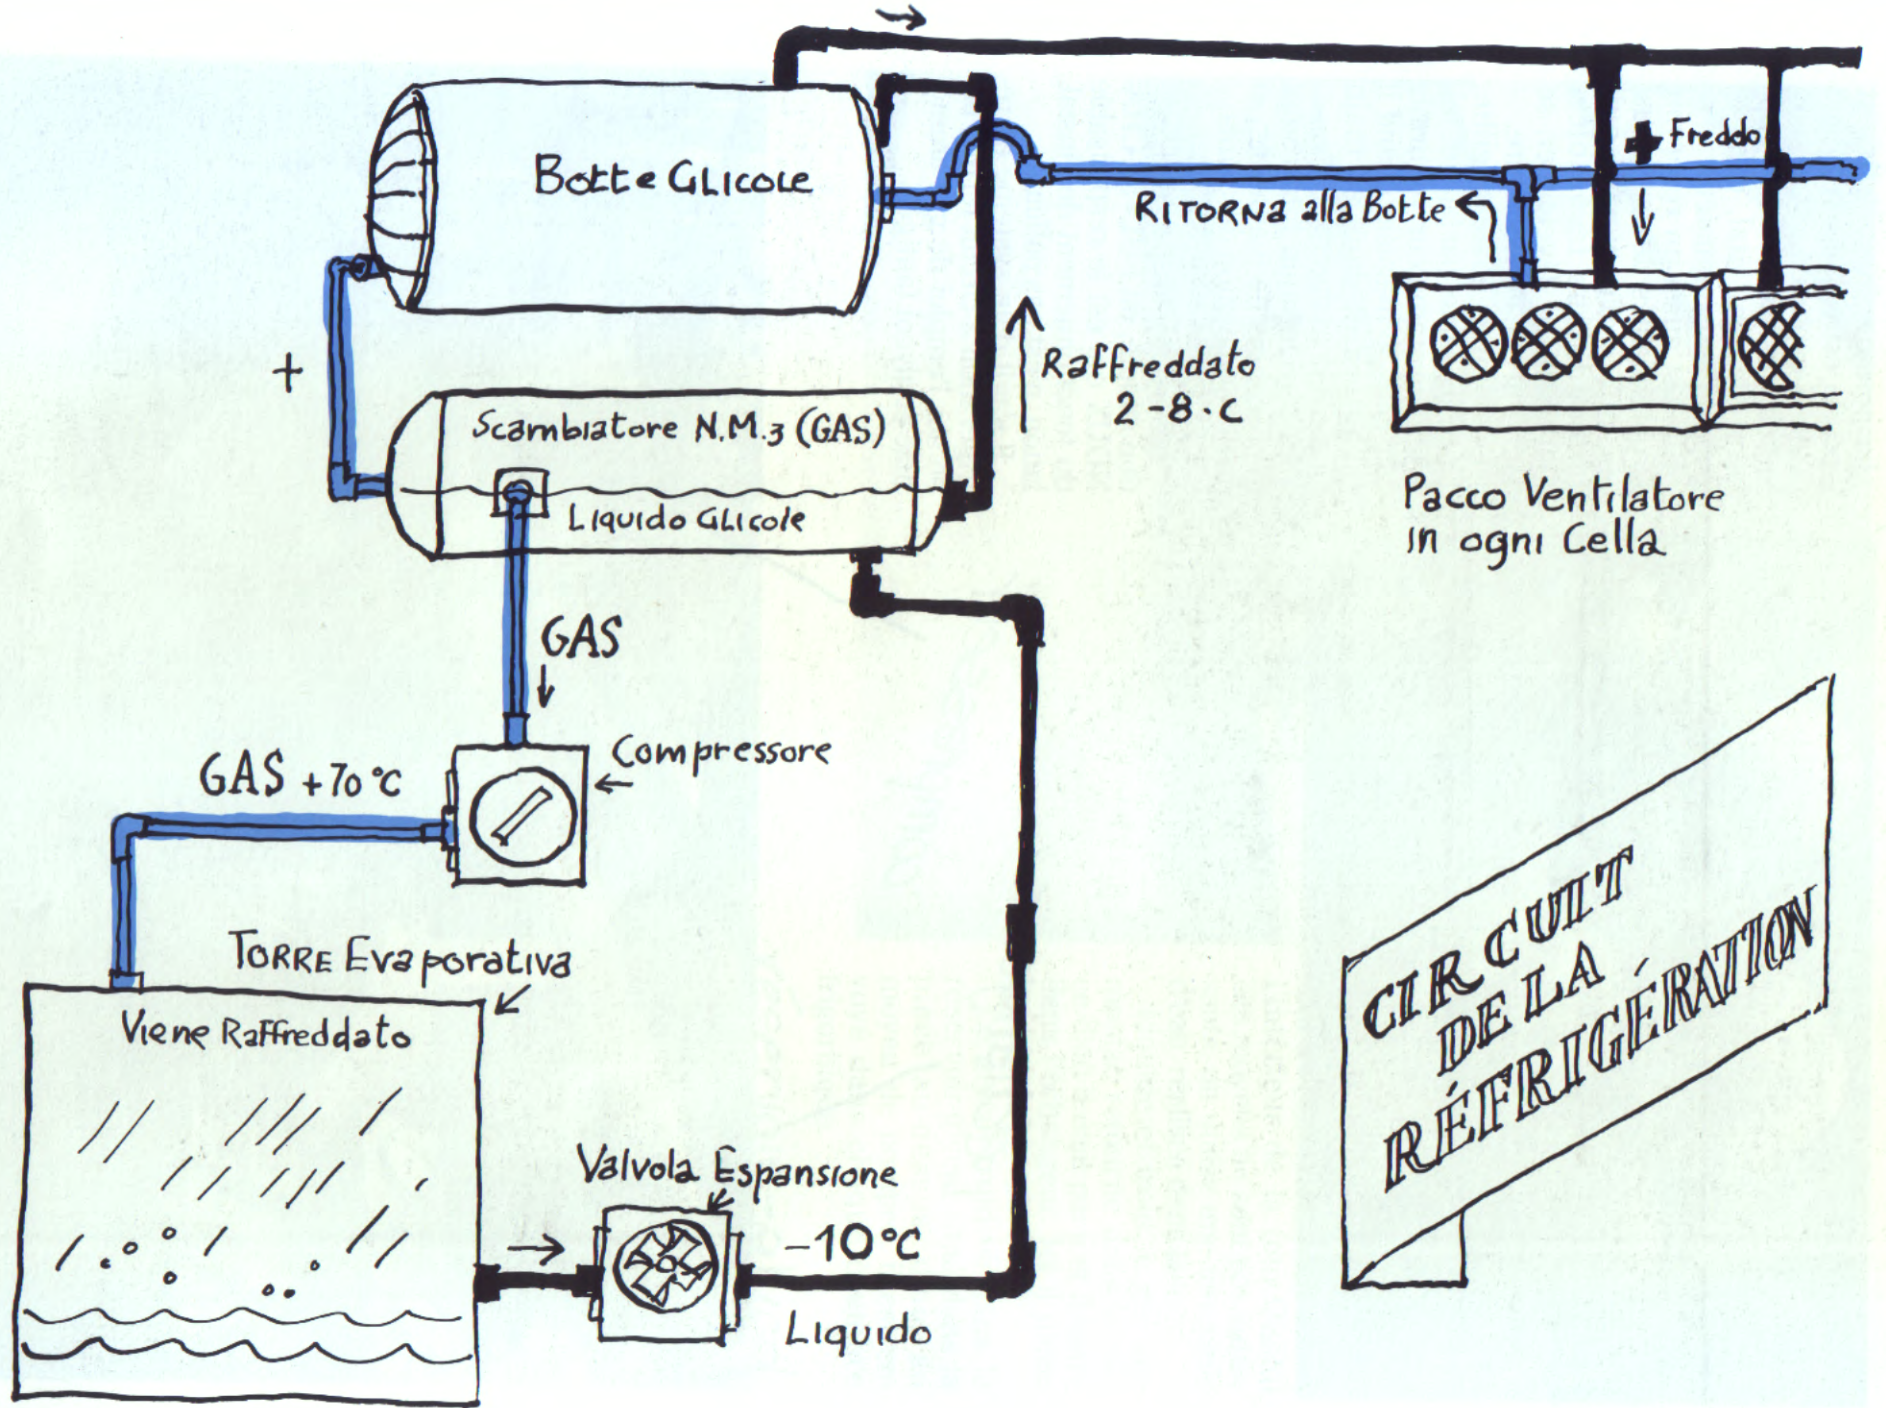 Botte GLICOLE
+ Freddo
RITORNA alla Botte
+
Raffreddato
2-8.C
Scambiatore N.M.3 (GAS)
LIQUIDO GLICOLE
Pacco Ventilatore
in ogni Cella
GAS
Compressore
GAS +70°C
TORRE Evaporativa
Viene Raffreddato
Valvola Espansione
-10°C
LIQUIDO
CIRCUIT
DE LA
RÉFRIGÉRATION